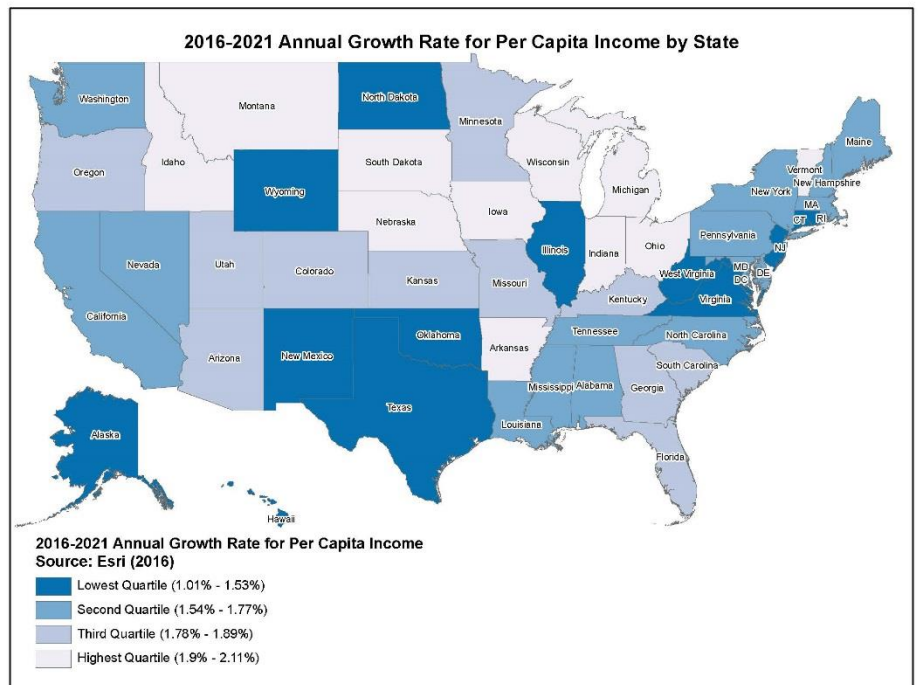 2016-2021 Annual Growth Rate for Per Capita Income by State
Washington
Montana
North Dakota
Minnesota
Maine
Oregon
Idaho
South Dakota
Wisconsin
Michigan
Vermont
New Hampshire
New York
MA
CT
RI
Wyoming
Nebraska
Iowa
Illinois
Indiana
Ohio
Pennsylvania
NJ
MD
DE
DC
West Virginia
Virginia
Nevada
Utah
Colorado
Kansas
Missouri
Kentucky
California
Arizona
New Mexico
Oklahoma
Arkansas
Tennessee
North Carolina
South Carolina
Texas
Louisiana
Mississippi
Alabama
Georgia
Florida
Alaska
Hawaii
2016-2021 Annual Growth Rate for Per Capita Income
Source: Esri (2016)
Lowest Quartile (1.01% - 1.53%)
Second Quartile (1.54% - 1.77%)
Third Quartile (1.78% - 1.89%)
Highest Quartile (1.9% - 2.11%)